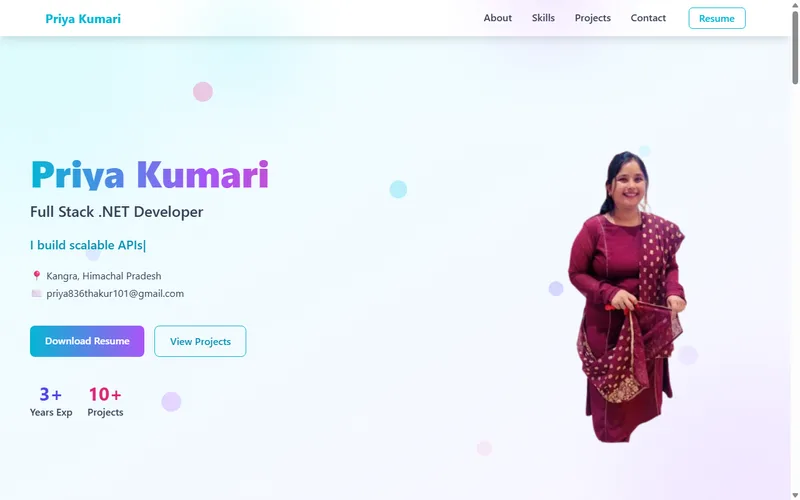 Priya Kumari
About Skills Projects Contact Resume
Priya Kumari
Full Stack .NET Developer
I build scalable APIs|
Kangra, Himachal Pradesh
priya836thakur101@gmail.com
Download Resume View Projects
3+ 10+
Years Exp Projects